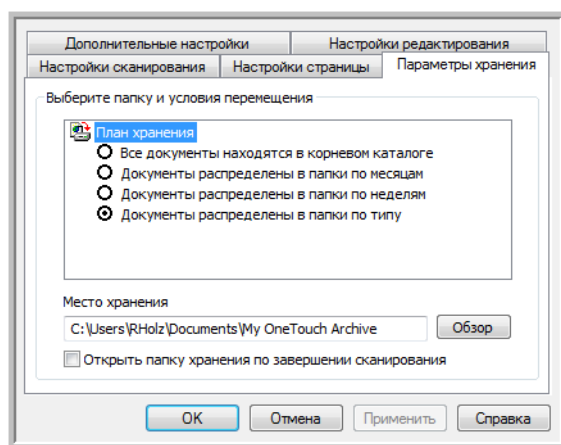 Дополнительные настройки Настройки редактирования
Настройки сканирования Настройки страницы Параметры хранения
Выберите папку и условия перемещения
План хранения
Все документы находятся в корневом каталоге
Документы распределены в папки по месяцам
Документы распределены в папки по неделям
Документы распределены в папки по типу
Место хранения
C:\Users\RHolz\Documents\My OneTouch Archive Обзор
Открыть папку хранения по завершении сканирования
OK Отмена Применить Справка